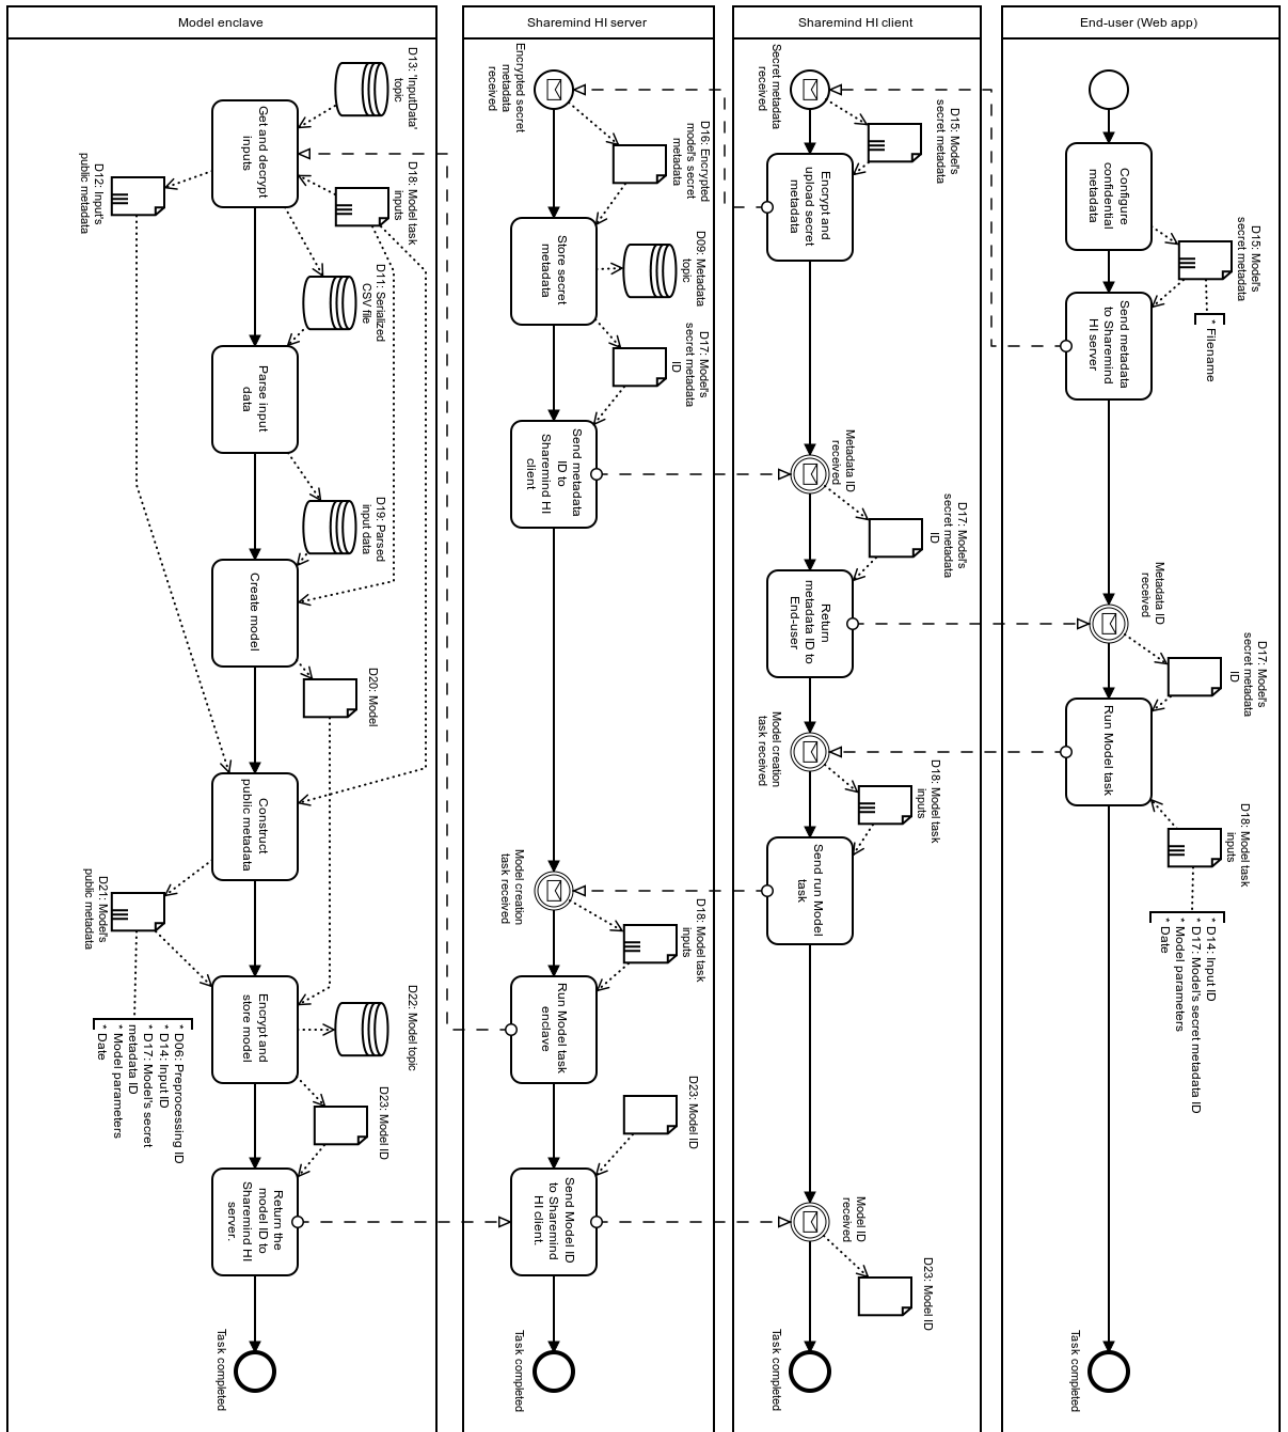 Model enclave
Sharemind HI server
Sharemind HI client
End-user (Web app)
D13: 'InputData'
topic
Get and decrypt
inputs
D18: Model task
inputs
D12: Input's
public metadata
D11: Serialized
CSV file
Parse input
data
D19: Parsed
input data
Create model
D20: Model
Construct
public metadata
D21: Model's
public metadata
* D06: Preprocessing ID
* D14: Input ID
* D17: Model's secret
metadata ID
* Model parameters
* Date
Encrypt and
store model
D22: Model topic
D23: Model ID
Return the
model ID to
Sharemind HI
server.
Task completed
Encrypted secret
metadata
received
D16: Encrypted
model's secret
metadata
Store secret
metadata
D09: Metadata
topic
D17: Model's
secret metadata
ID
Send metadata
ID to
Sharemind HI
client
Model creation
task received
D18: Model task
inputs
Run Model task
enclave
D23: Model ID
Send Model ID
to Sharemind
HI client.
Task completed
Secret metadata
received
D15: Model's
secret metadata
Encrypt and
upload secret
metadata
Metadata ID
received
D17: Model's
secret metadata
ID
Return
metadata ID to
End-user
Model creation
task received
D18: Model task
inputs
Send run Model
task
Model ID
received
D23: Model ID
Task completed
Configure
confidential
metadata
D15: Model's
secret metadata
* Filename
Send metadata
to Sharemind
HI server
Metadata ID
received
D17: Model's
secret metadata
ID
Run Model task
D18: Model task
inputs
* D14: Input ID
* D17: Model's secret metadata ID
* Model parameters
* Date
Task completed